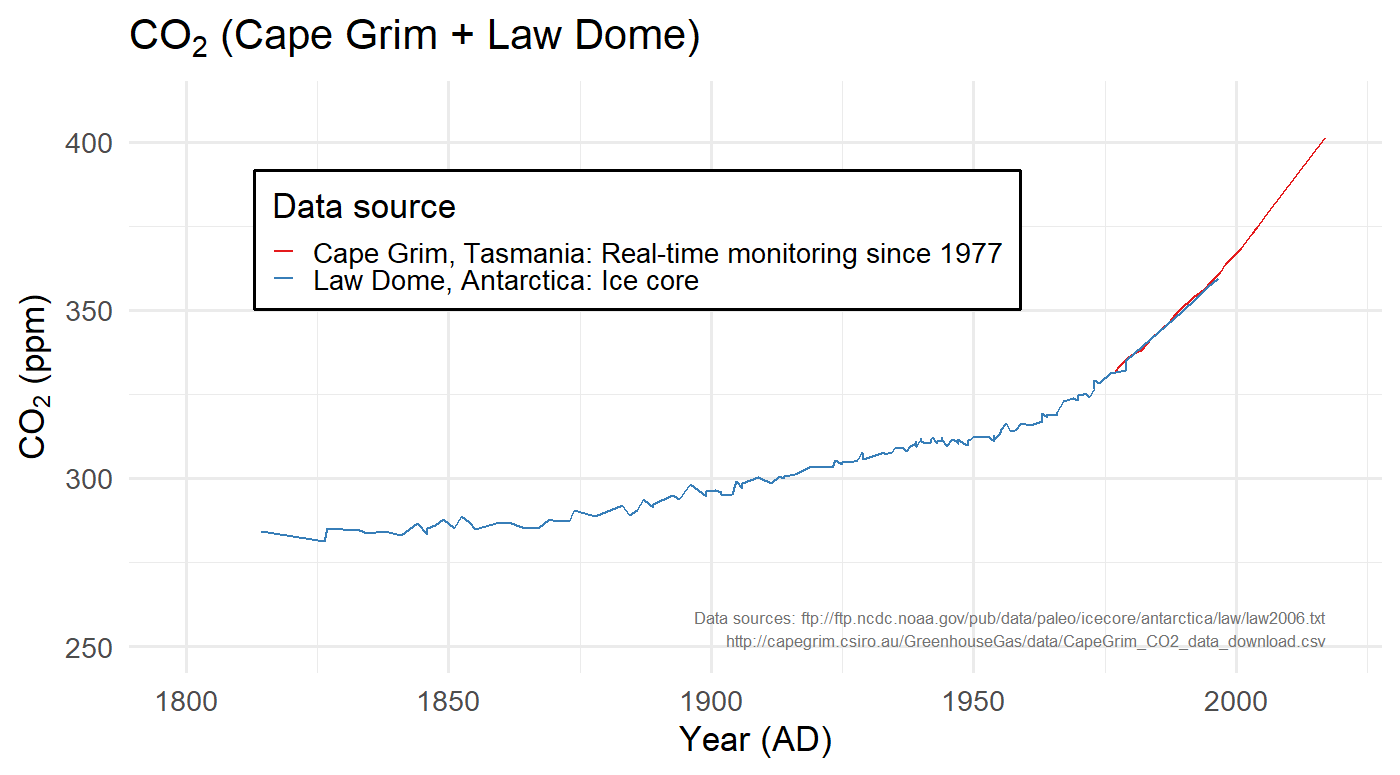 CO₂ (Cape Grim + Law Dome)
400
350
300
250
CO₂ (ppm)
Data source
Cape Grim, Tasmania: Real-time monitoring since 1977
Law Dome, Antarctica: Ice core
Data sources: ftp://ftp.ncdc.noaa.gov/pub/data/paleo/icecore/antarctica/law/law2006.txt
http://capegrim.csiro.au/GreenhouseGas/data/CapeGrim_CO2_data_download.csv
1800 1850 1900 1950 2000
Year (AD)